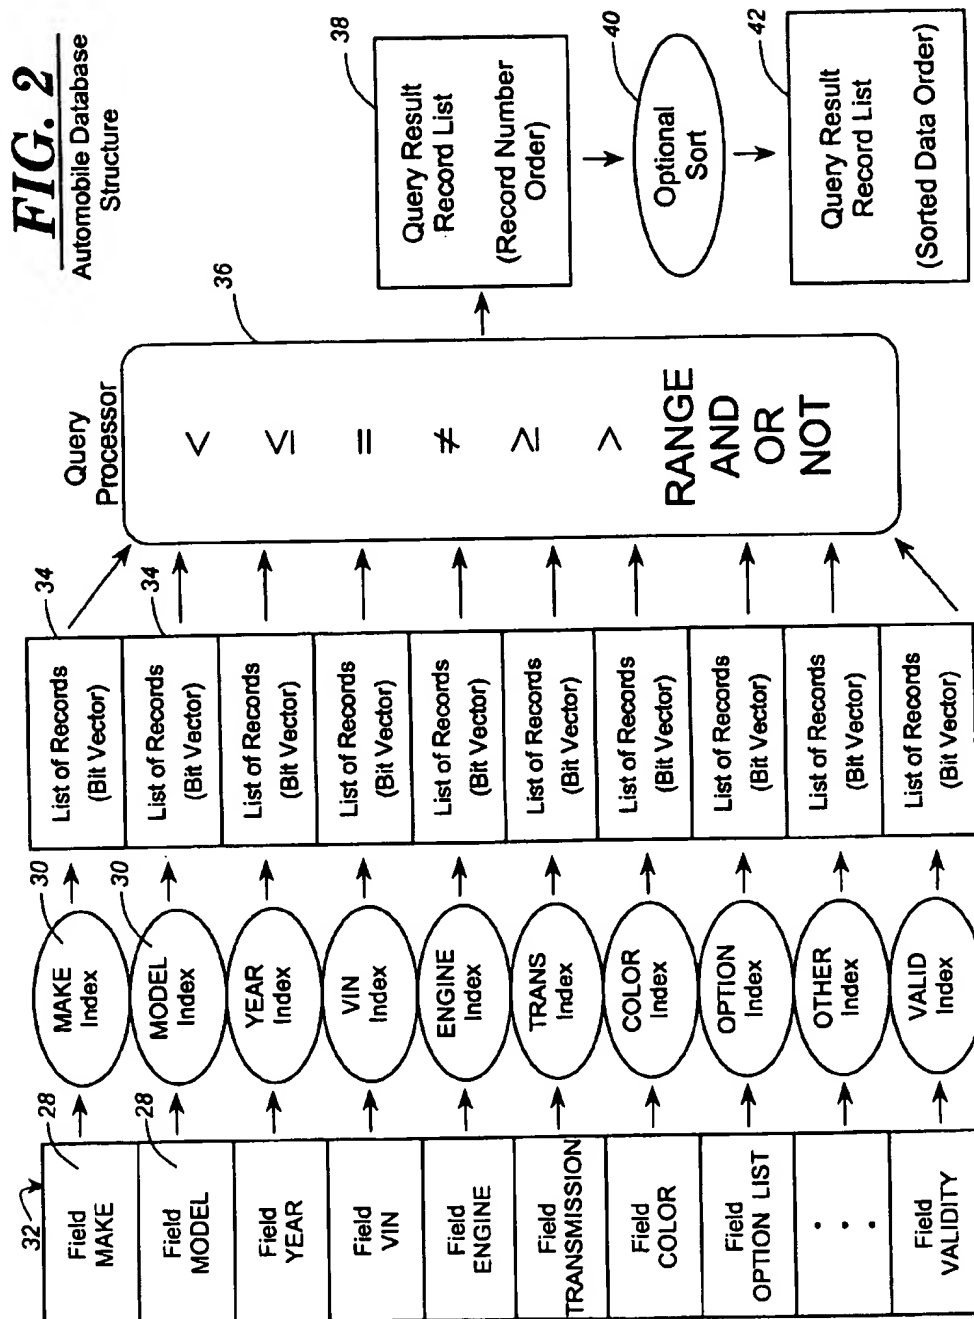 FIG. 2
Automobile Database
Structure
32
Field
MAKE
28
Field
MODEL
28
Field
YEAR
Field
VIN
Field
ENGINE
Field
TRANSMISSION
Field
COLOR
Field
OPTION LIST
. . .
Field
VALIDITY
MAKE
Index
30
MODEL
Index
30
YEAR
Index
VIN
Index
ENGINE
Index
TRANS
Index
COLOR
Index
OPTION
Index
OTHER
Index
VALID
Index
List of Records
(Bit Vector)
34
List of Records
(Bit Vector)
34
List of Records
(Bit Vector)
List of Records
(Bit Vector)
List of Records
(Bit Vector)
List of Records
(Bit Vector)
List of Records
(Bit Vector)
List of Records
(Bit Vector)
List of Records
(Bit Vector)
List of Records
(Bit Vector)
Query
Processor
36
<
≤
=
≠
≥
>
RANGE
AND
OR
NOT
38
Query Result
Record List
(Record Number
Order)
40
Optional
Sort
42
Query Result
Record List
(Sorted Data Order)